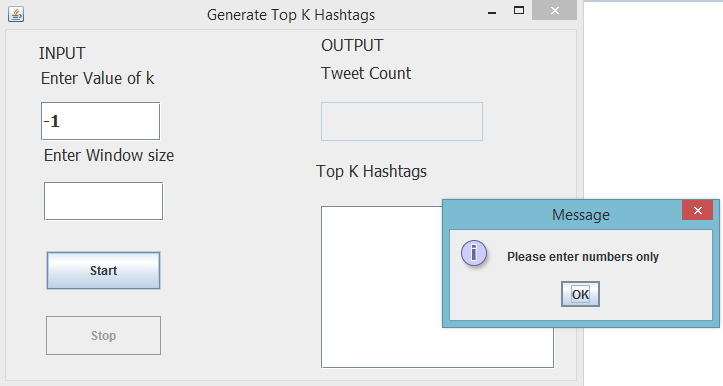 Generate Top K Hashtags
INPUT
Enter Value of k
-1
Enter Window size
Start
Stop
OUTPUT
Tweet Count
Top K Hashtags
Message
Please enter numbers only
OK